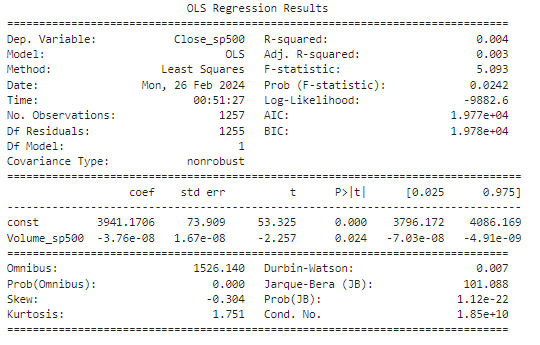 OLS Regression Results
==============================================================================
Dep. Variable: Close_sp500 R-squared: 0.004
Model: OLS Adj. R-squared: 0.003
Method: Least Squares F-statistic: 5.093
Date: Mon, 26 Feb 2024 Prob (F-statistic): 0.0242
Time: 00:51:27 Log-Likelihood: -9882.6
No. Observations: 1257 AIC: 1.977e+04
Df Residuals: 1255 BIC: 1.978e+04
Df Model: 1
Covariance Type: nonrobust
================================================================================
coef std err t P>|t| [0.025 0.975]
--------------------------------------------------------------------------------
const 3941.1706 73.909 53.325 0.000 3796.172 4086.169
Volume_sp500 -3.76e-08 1.67e-08 -2.257 0.024 -7.03e-08 -4.91e-09
==============================================================================
Omnibus: 1526.140 Durbin-Watson: 0.007
Prob(Omnibus): 0.000 Jarque-Bera (JB): 101.088
Skew: -0.304 Prob(JB): 1.12e-22
Kurtosis: 1.751 Cond. No. 1.85e+10
==============================================================================